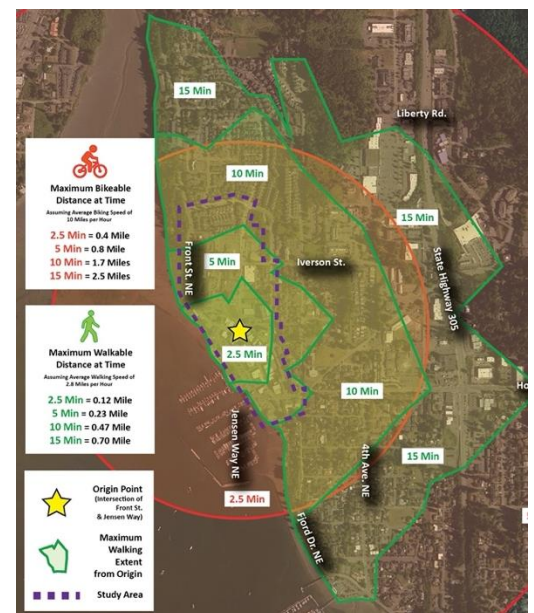 15 Min
Liberty Rd.
Maximum Bikeable
Distance at Time
Assuming Average Biking Speed of
10 Miles per Hour
2.5 Min = 0.4 Mile
5 Min = 0.8 Mile
10 Min = 1.7 Miles
15 Min = 2.5 Miles
10 Min
15 Min
Front St. NE
5 Min
Iverson St.
State Highway 305
Maximum Walkable
Distance at Time
Assuming Average Walking Speed of
2.8 Miles per Hour
2.5 Min = 0.12 Mile
5 Min = 0.23 Mile
10 Min = 0.47 Mile
15 Min = 0.70 Mile
2.5 Min
10 Min
Ho
Jensen Way NE
4th Ave. NE
15 Min
2.5 Min
Fjord Dr. NE
Origin Point
(Intersection of
Front St.
& Jensen Way)
Maximum
Walking
Extent
from Origin
Study Area